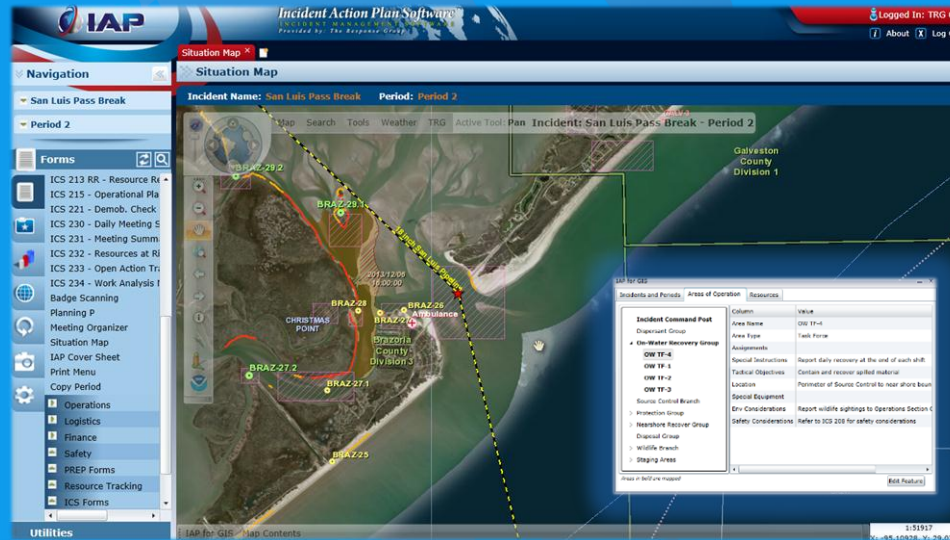 IAP
Incident Action Plan Software
INCIDENT MANAGEMENT SOFTWARE
Provided by: The Response Group
Logged In: TRG
About X Log
Navigation
San Luis Pass Break
Period 2
Forms
ICS 213 RR - Resource Re
ICS 215 - Operational Pla
ICS 221 - Demob. Check
ICS 230 - Daily Meeting S
ICS 231 - Meeting Summa
ICS 232 - Resources at Ri
ICS 233 - Open Action Tra
ICS 234 - Work Analysis
Badge Scanning
Planning P
Meeting Organizer
Situation Map
IAP Cover Sheet
Print Menu
Copy Period
Operations
Logistics
Finance
Safety
PREP Forms
Resource Tracking
ICS Forms
Utilities
Situation Map
Situation Map
Incident Name: San Luis Pass Break Period: Period 2
Map Search Tools Weather TRG Active Tool: Pan Incident: San Luis Pass Break - Period 2
Galveston
County
Division 1
BRAZ-29.2
BRAZ-29.1
18 Inch San Luis Pipeline
2013/12/06
16:00:00
BRAZ-28
BRAZ-26
Ambulance
CHRISTMAS
POINT
Brazoria
County
Division 3
BRAZ-27.2
BRAZ-27.1
BRAZ-25
IAP for GIS - Map Contents
1:51917
IAP for GIS
Incidents and Periods Areas of Operation Resources
Incident Command Post
Dispersant Group
On-Water Recovery Group
OW TF-4
OW TF-1
OW TF-2
OW TF-3
Source Control Branch
Protection Group
Nearshore Recover Group
Disposal Group
Wildlife Branch
Staging Areas
Areas in bold are mapped
Column Value
Area Name OW TF-4
Area Type Task Force
Assignments
Special Instructions Report daily recovery at the end of each shift
Tactical Objectives Contain and recover spilled material
Location Perimeter of Source Control to near shore boun
Special Equipment
Env Considerations Report wildlife sightings to Operations Section
Safety Considerations Refer to ICS 208 for safety considerations
Edit Feature